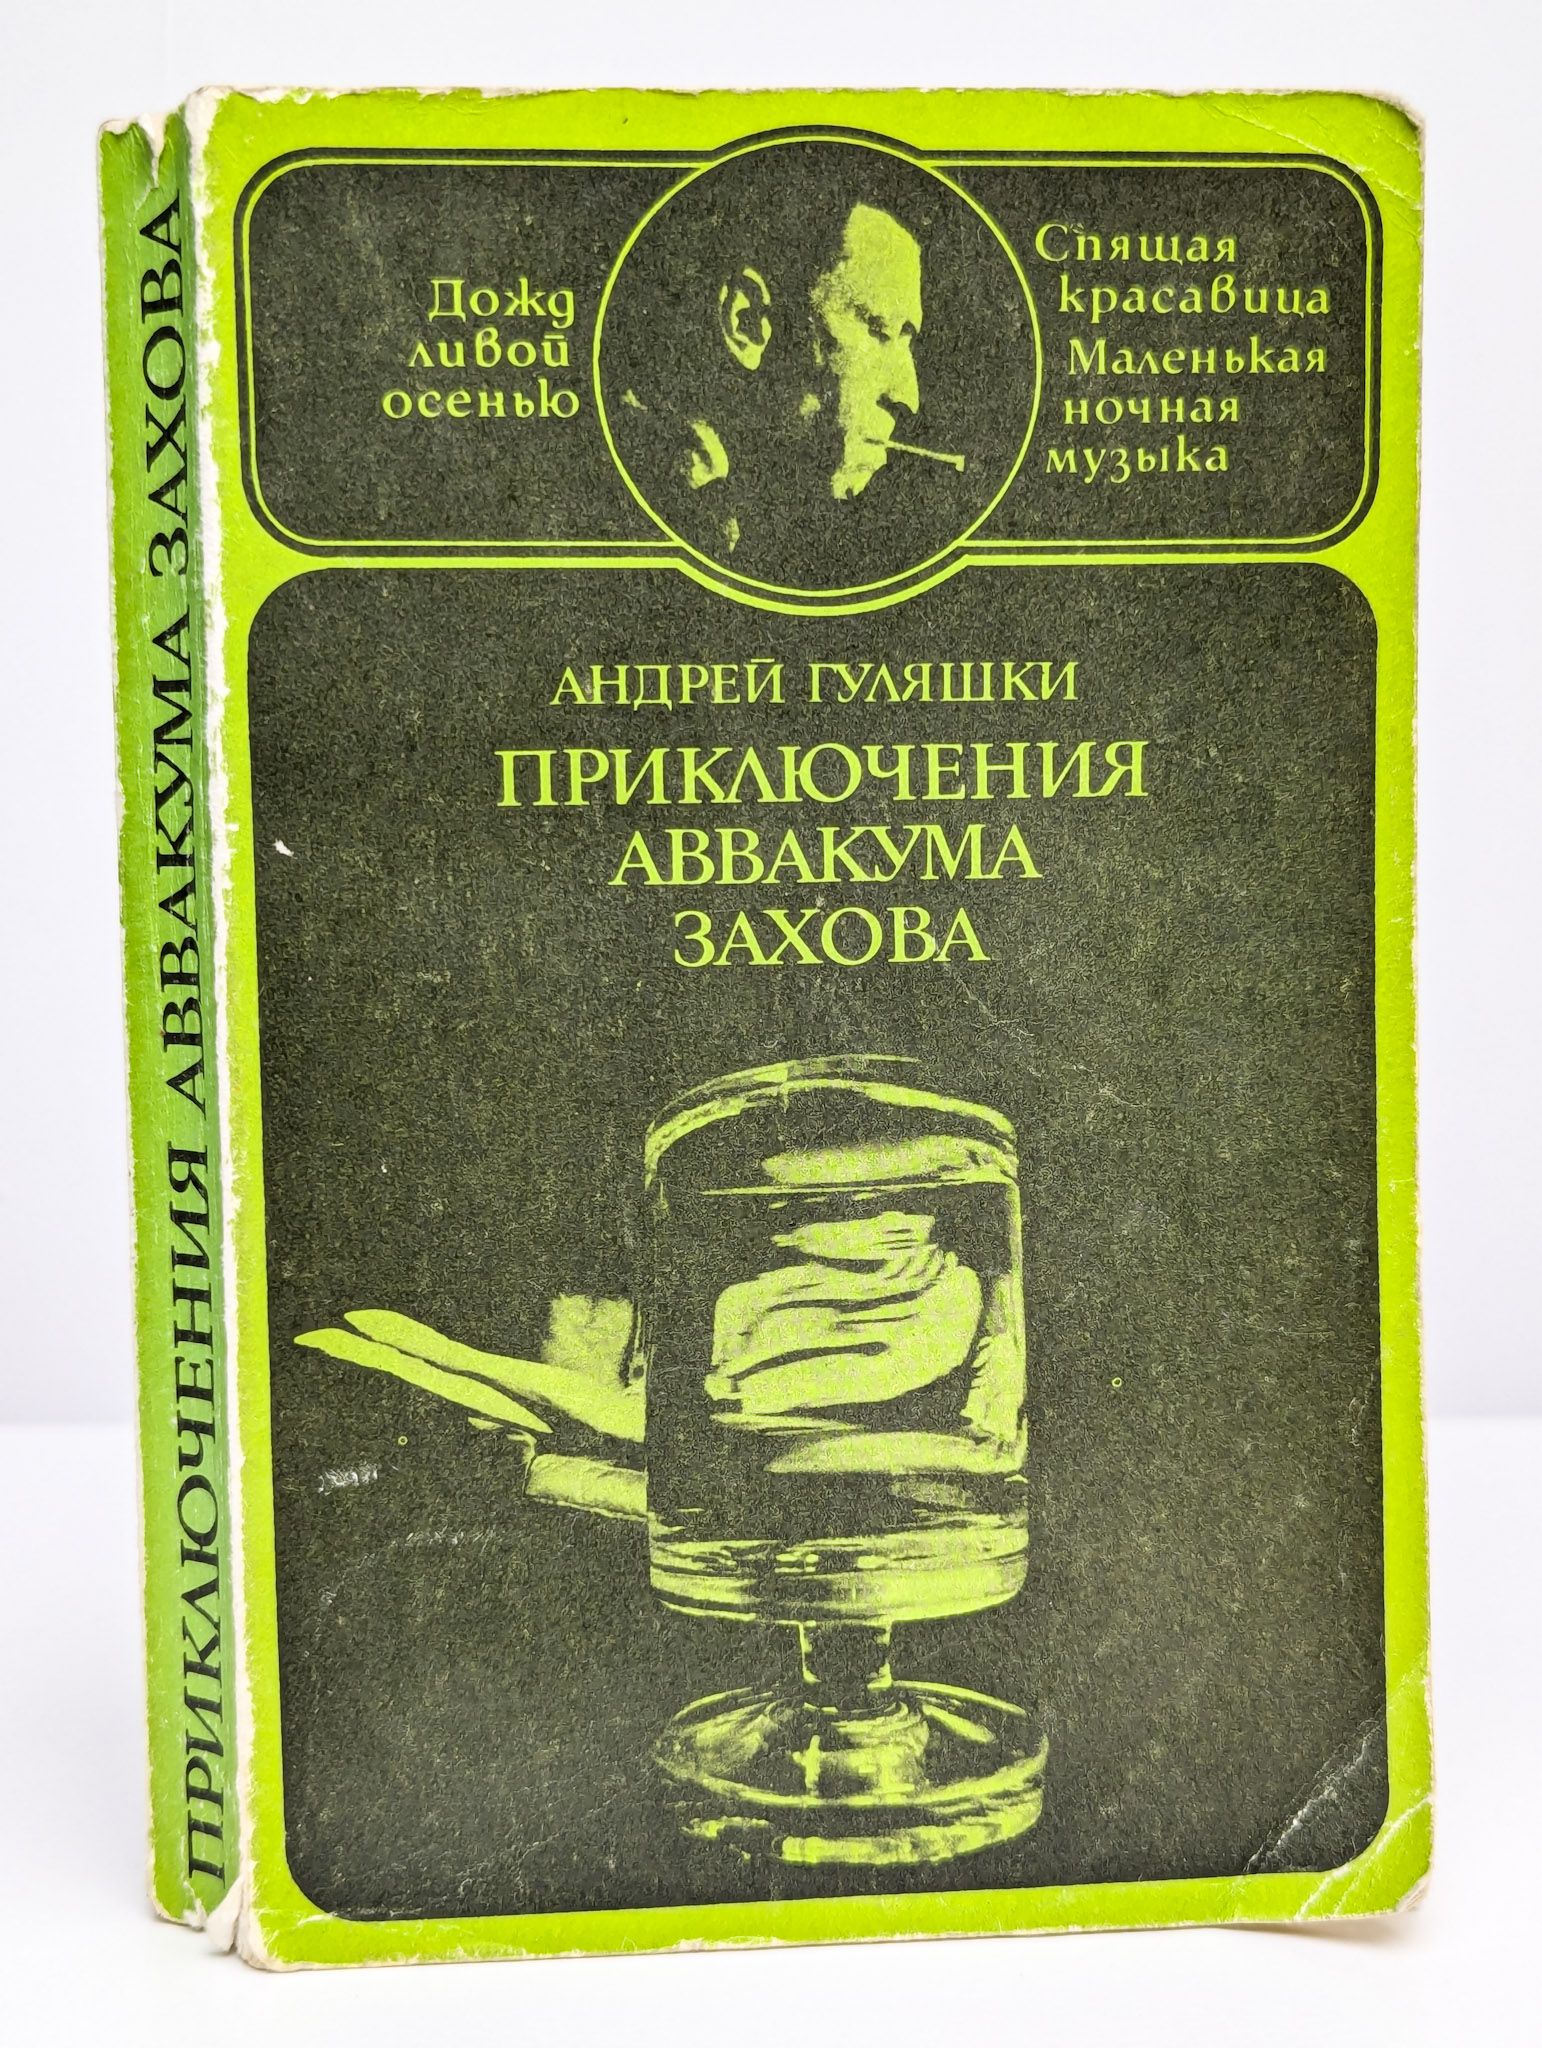 ПРИКЛЮЧЕНИЯ АВВАКУМА ЗАХОВА
Дожд
ливой
осенью
Спящая
красавица
Маленькая
ночная
музыка
АНДРЕЙ ГУЛЯШКИ
ПРИКЛЮЧЕНИЯ
АВВАКУМА
ЗАХОВА